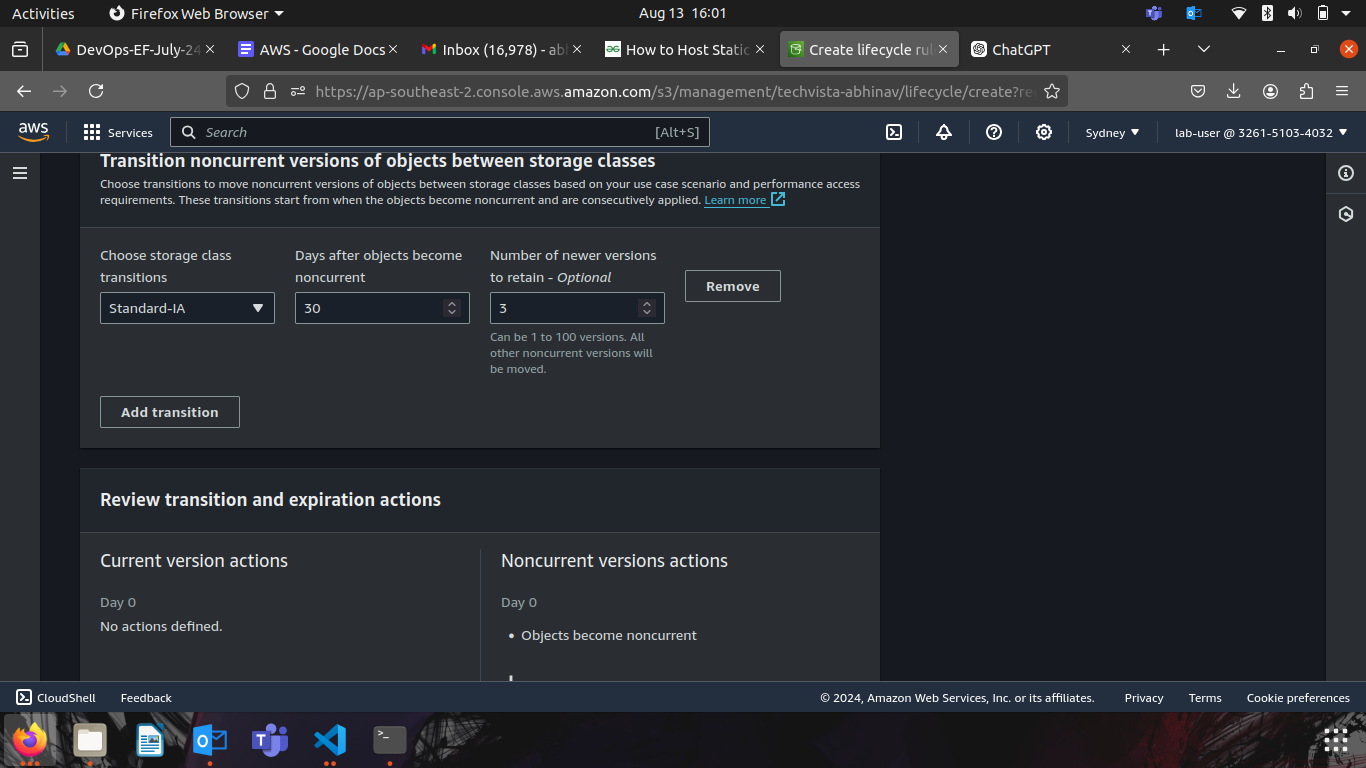 Activities
Firefox Web Browser
Aug 13 16:01
DevOps-EF-July-24
AWS - Google Docs
Inbox (16,978) - ab
How to Host Static
Create lifecycle rul
ChatGPT
https://ap-southeast-2.console.aws.amazon.com/s3/management/techvista-abhinav/lifecycle/create?re
aws
Services
Search
[Alt+S]
Sydney
lab-user @ 3261-5103-4032
Transition noncurrent versions of objects between storage classes
Choose transitions to move noncurrent versions of objects between storage classes based on your use case scenario and performance access
requirements. These transitions start from when the objects become noncurrent and are consecutively applied. Learn more
Choose storage class
transitions
Standard-IA
Days after objects become
noncurrent
30
Number of newer versions
to retain - Optional
3
Can be 1 to 100 versions. All
other noncurrent versions will
be moved.
Remove
Add transition
Review transition and expiration actions
Current version actions
Day 0
No actions defined.
Noncurrent versions actions
Day 0
• Objects become noncurrent
CloudShell
Feedback
© 2024, Amazon Web Services, Inc. or its affiliates.
Privacy
Terms
Cookie preferences